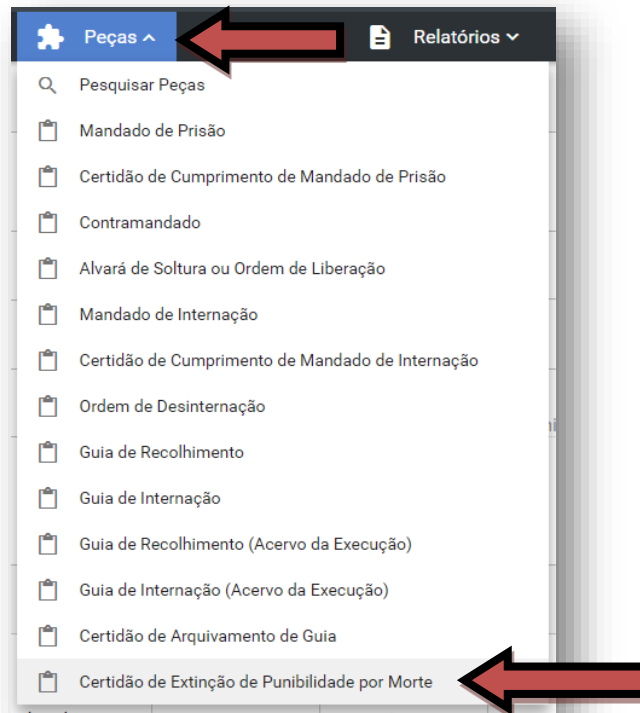 Peças
Relatórios
Pesquisar Peças
Mandado de Prisão
Certidão de Cumprimento de Mandado de Prisão
Contramandado
Alvará de Soltura ou Ordem de Liberação
Mandado de Internação
Certidão de Cumprimento de Mandado de Internação
Ordem de Desinternação
Guia de Recolhimento
Guia de Internação
Guia de Recolhimento (Acervo da Execução)
Guia de Internação (Acervo da Execução)
Certidão de Arquivamento de Guia
Certidão de Extinção de Punibilidade por Morte